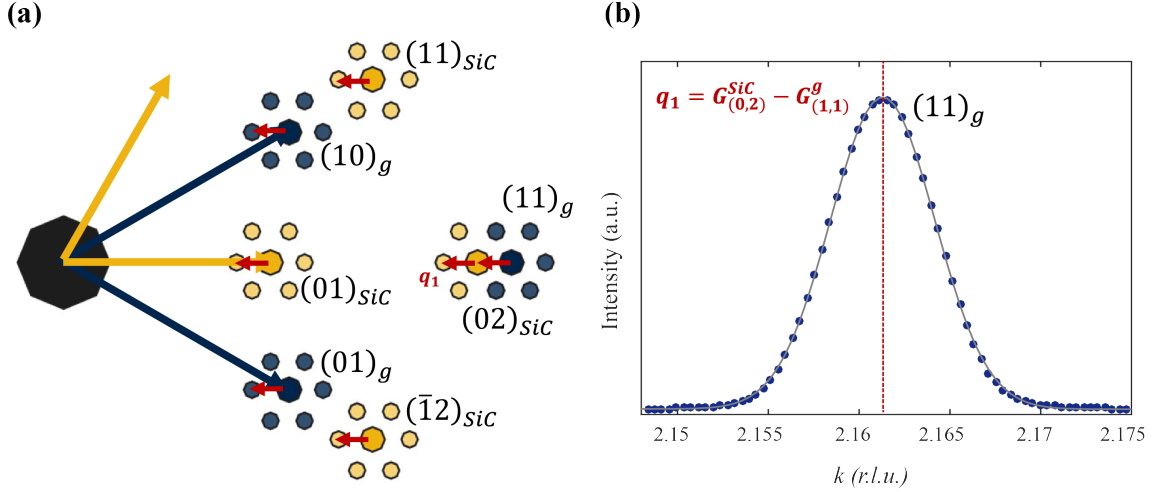 (a)
(11)SiC
(10)g
(11)g
q1
(01)SiC
(02)SiC
(01)g
(1̅2)SiC
(b)
q1 = G^SiC_(0,2) − G^g_(1,1)
(11)g
Intensity (a.u.)
2.15 2.155 2.16 2.165 2.17 2.175
k (r.l.u.)